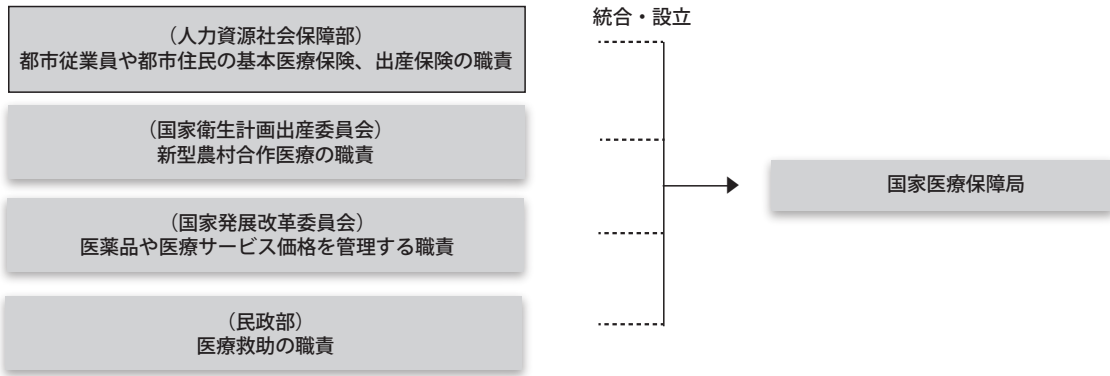 （人力資源社会保障部）
都市従業員や都市住民の基本医療保険、出産保険の職責
（国家衛生計画出産委員会）
新型農村合作医療の職責
（国家発展改革委員会）
医薬品や医療サービス価格を管理する職責
（民政部）
医療救助の職責
統合・設立
国家医療保障局